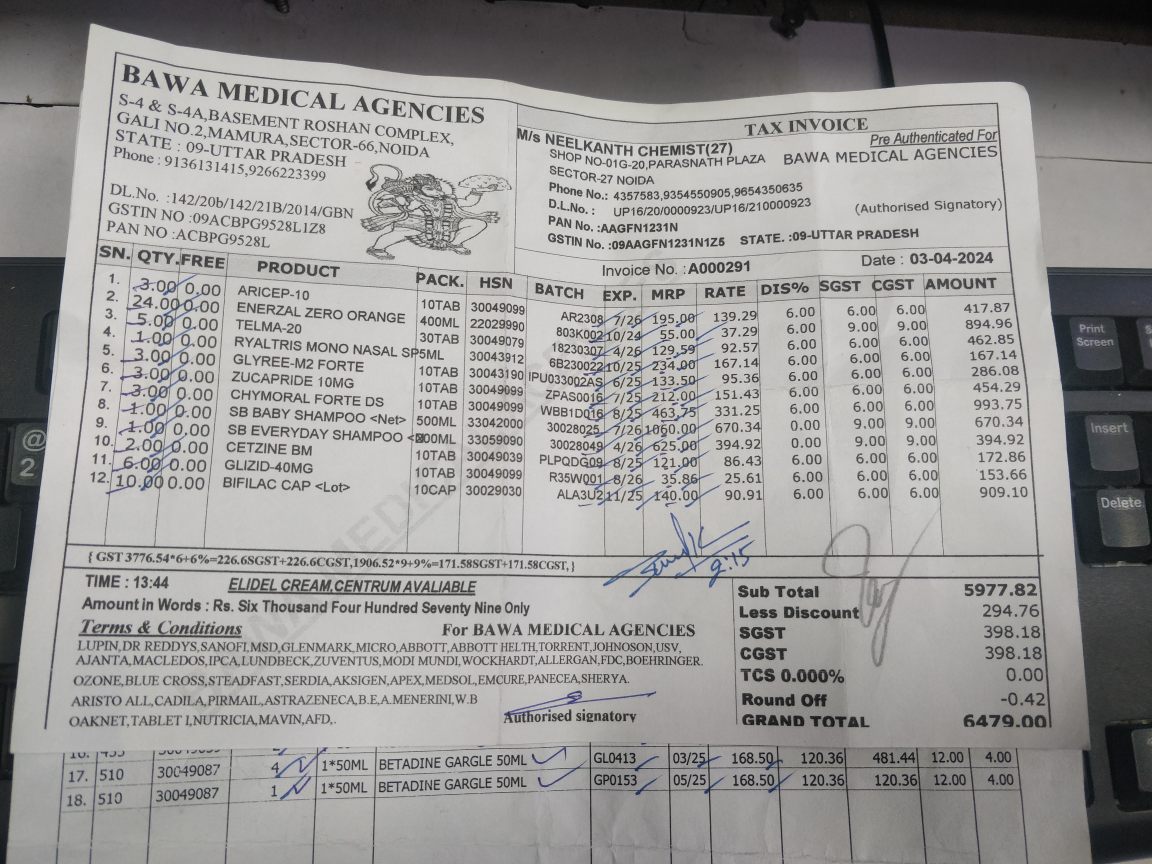 BAWA MEDICAL AGENCIES
S-4 & S-4A,BASEMENT ROSHAN COMPLEX,
GALI NO.2,MAMURA,SECTOR-66,NOIDA
STATE : 09-UTTAR PRADESH
Phone : 9136131415,9266223399
DL.No. :142/20b/142/21B/2014/GBN
GSTIN NO :09ACBPG9528L1Z8
PAN NO :ACBPG9528L
TAX INVOICE
M/s NEELKANTH CHEMIST(27)
SHOP NO-01G-20,PARASNATH PLAZA
SECTOR-27 NOIDA
Phone No.: 4357583,9354550905,9654350635
D.L.No. : UP16/20/0000923/UP16/210000923
PAN No. :AAGFN1231N
GSTIN No. :09AAGFN1231N1Z5 STATE. :09-UTTAR PRADESH
Pre Authenticated For
BAWA MEDICAL AGENCIES
(Authorised Signatory)
Invoice No. : A000291 Date : 03-04-2024
SN. QTY. FREE PRODUCT PACK. HSN BATCH EXP. MRP RATE DIS% SGST CGST AMOUNT
1. 3.00 0.00 ARICEP-10 10TAB 30049099 AR2308 7/26 195.00 139.29 6.00 6.00 6.00 417.87
2. 24.00 0.00 ENERZAL ZERO ORANGE 400ML 22029990 803K002 10/24 55.00 37.29 6.00 9.00 9.00 894.96
3. 5.00 0.00 TELMA-20 30TAB 30049079 18230307 4/26 129.59 92.57 6.00 6.00 6.00 462.85
4. 1.00 0.00 RYALTRIS MONO NASAL SP 5ML 30043912 6B230022 10/25 234.00 167.14 6.00 6.00 6.00 167.14
5. 3.00 0.00 GLYREE-M2 FORTE 10TAB 30043190 IPU033002AS 6/25 133.50 95.36 6.00 6.00 6.00 286.08
6. 3.00 0.00 ZUCAPRIDE 10MG 10TAB 30049099 ZPAS0016 7/25 212.00 151.43 6.00 6.00 6.00 454.29
7. 3.00 0.00 CHYMORAL FORTE DS 10TAB 30049099 WBB1D016 8/25 463.75 331.25 6.00 6.00 6.00 993.75
8. 1.00 0.00 SB BABY SHAMPOO <Net> 500ML 33042000 30028025 7/26 1060.00 670.34 0.00 9.00 9.00 670.34
9. 1.00 0.00 SB EVERYDAY SHAMPOO 33059090 30028049 4/26 625.00 394.92 0.00 9.00 9.00 394.92
10. 2.00 0.00 CETZINE BM 10TAB 30049039 PLPQDG09 8/25 121.00 86.43 6.00 6.00 6.00 172.86
11. 6.00 0.00 GLIZID-40MG 10TAB 30049099 R35W001 8/26 35.86 25.61 6.00 6.00 6.00 153.66
12. 10.00 0.00 BIFILAC CAP <Lot> 10CAP 30029030 ALA3U2 11/25 140.00 90.91 6.00 6.00 6.00 909.10
{ GST 3776.54*6+6%=226.6SGST+226.6CGST,1906.52*9+9%=171.58SGST+171.58CGST, }
2:15
TIME : 13:44 ELIDEL CREAM,CENTRUM AVALIABLE
Amount in Words : Rs. Six Thousand Four Hundred Seventy Nine Only
Terms & Conditions For BAWA MEDICAL AGENCIES
LUPIN,DR REDDYS,SANOFI,MSD,GLENMARK,MICRO,ABBOTT,ABBOTT HELTH,TORRENT,JOHNSON,USV,
AJANTA,MACLEDOS,IPCA,LUNDBECK,ZUVENTUS,MODI MUNDI,WOCKHARDT,ALLERGAN,FDC,BOEHRINGER.
OZONE,BLUE CROSS,STEADFAST,SERDIA,AKSIGEN,APEX,MEDSOL,EMCURE,PANECEA,SHERYA.
ARISTO ALL,CADILA,PIRMAIL,ASTRAZENECA,B.E,A.MENERINI,W.B
OAKNET,TABLET I,NUTRICIA,MAVIN,AFD,.
Authorised signatory
Sub Total 5977.82
Less Discount 294.76
SGST 398.18
CGST 398.18
TCS 0.000% 0.00
Round Off -0.42
GRAND TOTAL 6479.00
GL0413 03/25 168.50 120.36 481.44 12.00 4.00
17. 510 30049087 4 1*50ML BETADINE GARGLE 50ML
GP0153 05/25 168.50 120.36 120.36 12.00 4.00
18. 510 30049087 1 1*50ML BETADINE GARGLE 50ML
Print Screen
Insert
Delete
@
2